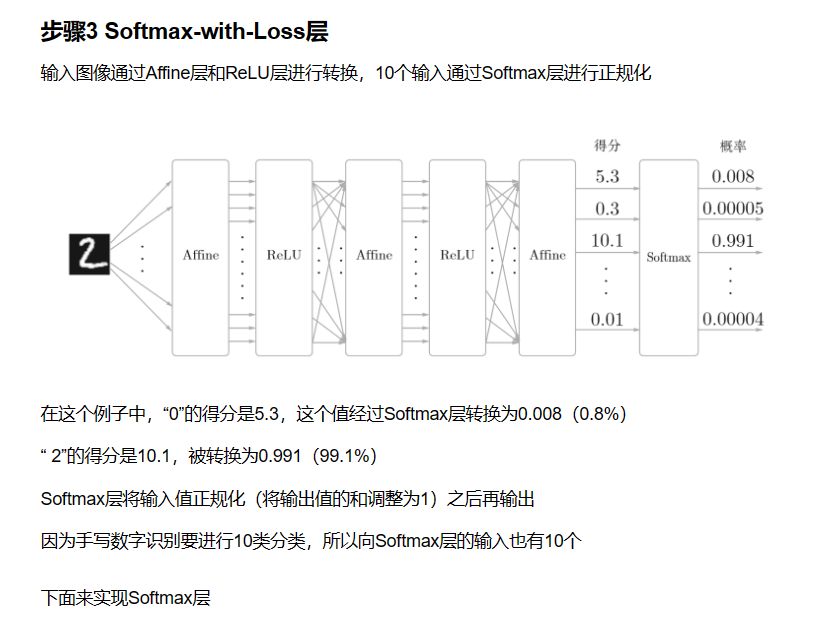 步骤3 Softmax-with-Loss层
输入图像通过Affine层和ReLU层进行转换，10个输入通过Softmax层进行正规化
得分 概率
5.3 0.008
0.3 0.00005
10.1 0.991
2 Affine ReLU Affine ReLU Affine Softmax
0.01 0.00004
在这个例子中，“0”的得分是5.3，这个值经过Softmax层转换为0.008（0.8%）
“ 2”的得分是10.1，被转换为0.991（99.1%）
Softmax层将输入值正规化（将输出值的和调整为1）之后再输出
因为手写数字识别要进行10类分类，所以向Softmax层的输入也有10个
下面来实现Softmax层